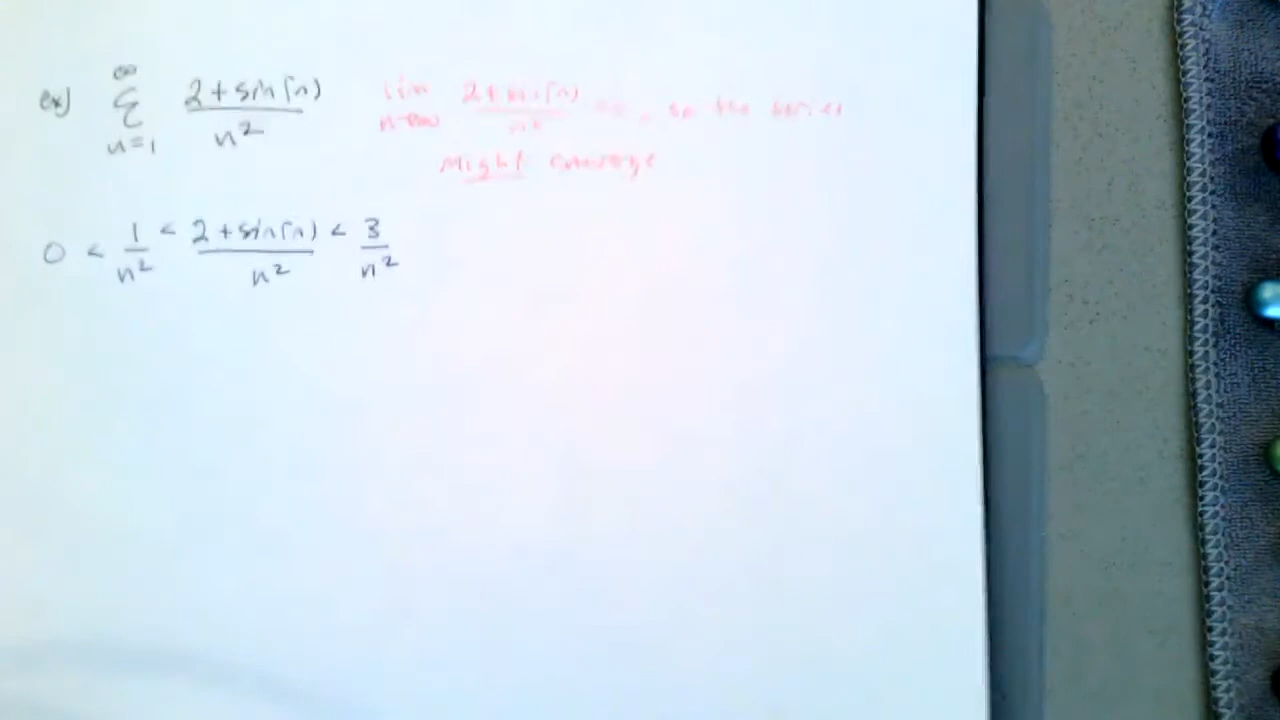 ex) ∞ Σ n=1 2+sin(n) / n²
lim n→∞ 2+sin(n) / n² =0, so the series
might converge
0 < 1/n² < 2+sin(n) / n² < 3/n²